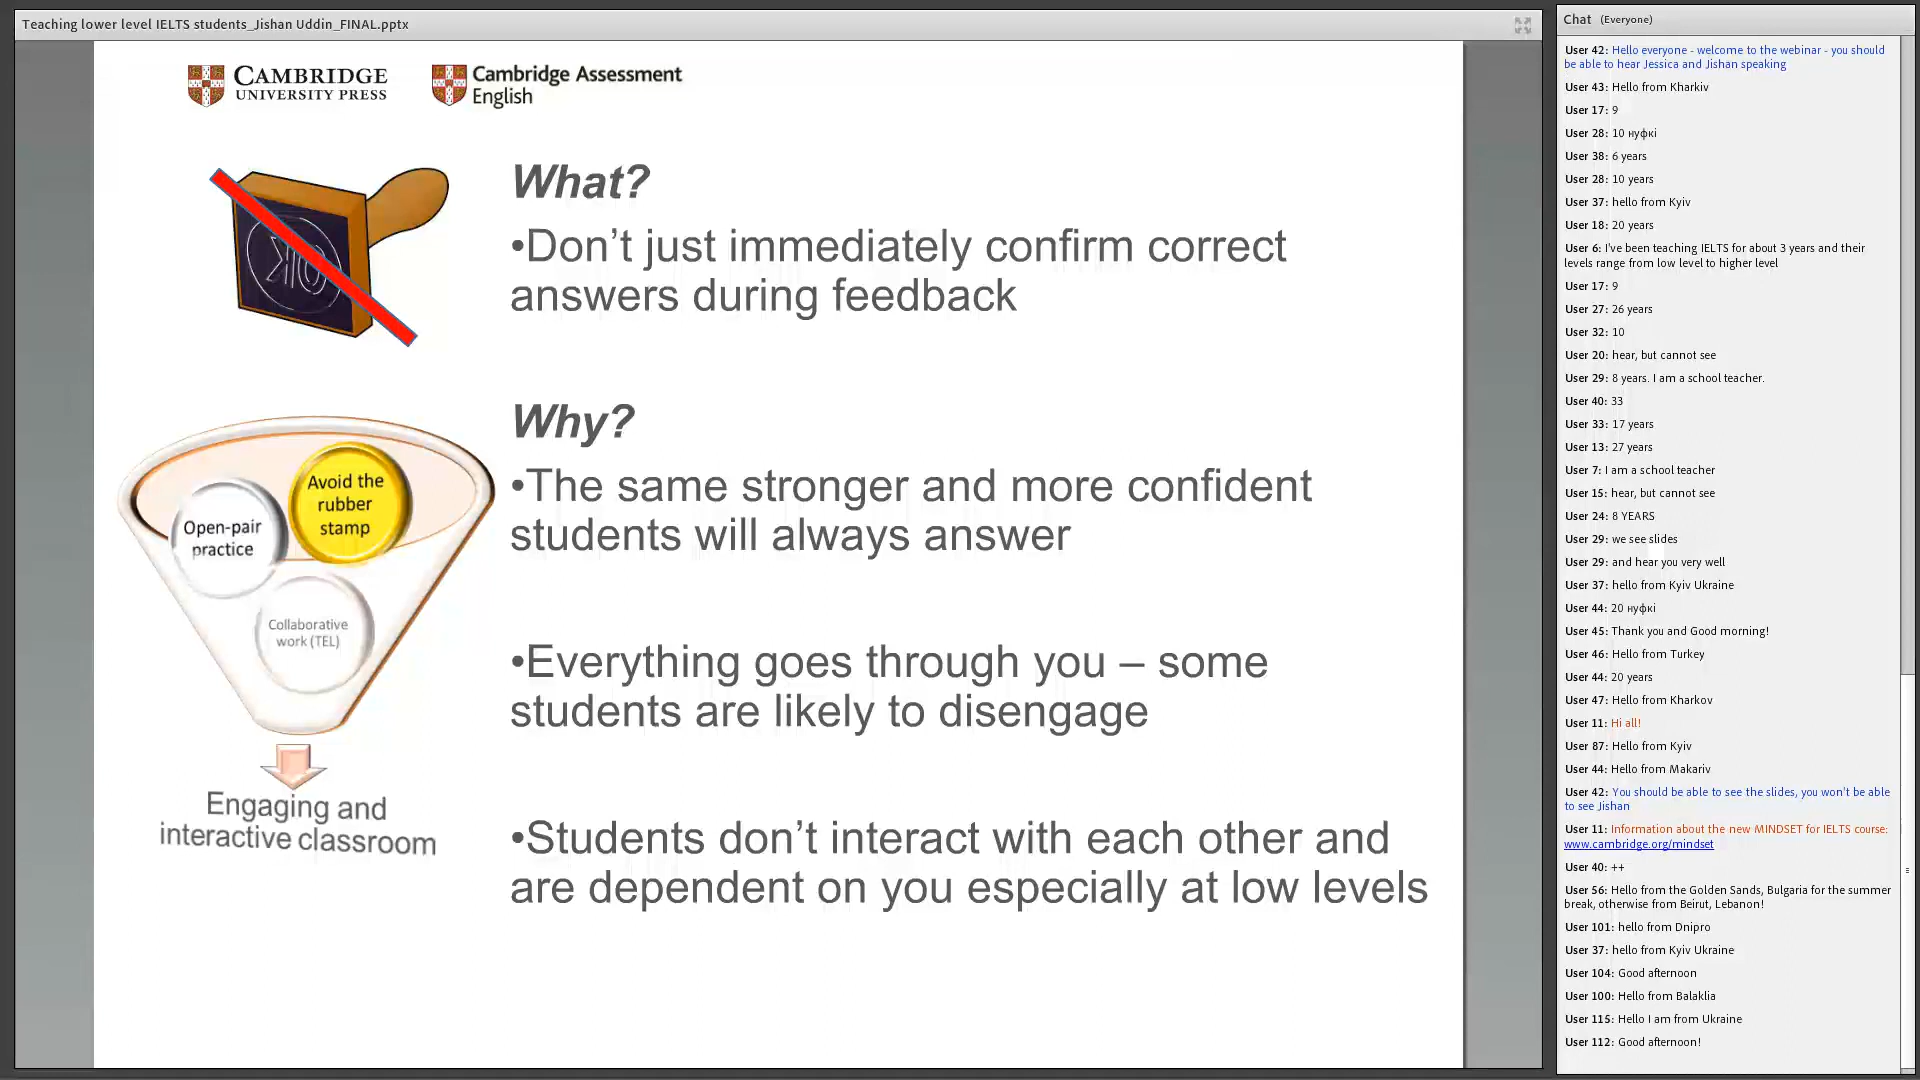 Teaching lower level IELTS students_Jishan Uddin_FINAL.pptx
CAMBRIDGE
UNIVERSITY PRESS
Cambridge Assessment
English
What?
•Don’t just immediately confirm correct
answers during feedback
Why?
•The same stronger and more confident
students will always answer
•Everything goes through you – some
students are likely to disengage
•Students don’t interact with each other and
are dependent on you especially at low levels
OK
Avoid the
rubber
stamp
Open-pair
practice
Collaborative
work (TEL)
Engaging and
interactive classroom
Chat (Everyone)
User 42: Hello everyone - welcome to the webinar - you should
be able to hear Jessica and Jishan speaking
User 43: Hello from Kharkiv
User 17: 9
User 28: 10 нуфкі
User 38: 6 years
User 28: 10 years
User 37: hello from Kyiv
User 18: 20 years
User 6: I've been teaching IELTS for about 3 years and their
levels range from low level to higher level
User 17: 9
User 27: 26 years
User 32: 10
User 20: hear, but cannot see
User 29: 8 years. I am a school teacher.
User 40: 33
User 33: 17 years
User 13: 27 years
User 7: I am a school teacher
User 15: hear, but cannot see
User 24: 8 YEARS
User 29: we see slides
User 29: and hear you very well
User 37: hello from Kyiv Ukraine
User 44: 20 нуфкі
User 45: Thank you and Good morning!
User 46: Hello from Turkey
User 44: 20 years
User 47: Hello from Kharkov
User 11: Hi all!
User 87: Hello from Kyiv
User 44: Hello from Makariv
User 42: You should be able to see the slides, you won't be able
to see Jishan
User 11: Information about the new MINDSET for IELTS course:
www.cambridge.org/mindset
User 40: ++
User 56: Hello from the Golden Sands, Bulgaria for the summer
break, otherwise from Beirut, Lebanon!
User 101: hello from Dnipro
User 37: hello from Kyiv Ukraine
User 104: Good afternoon
User 100: Hello from Balaklia
User 115: Hello I am from Ukraine
User 112: Good afternoon!